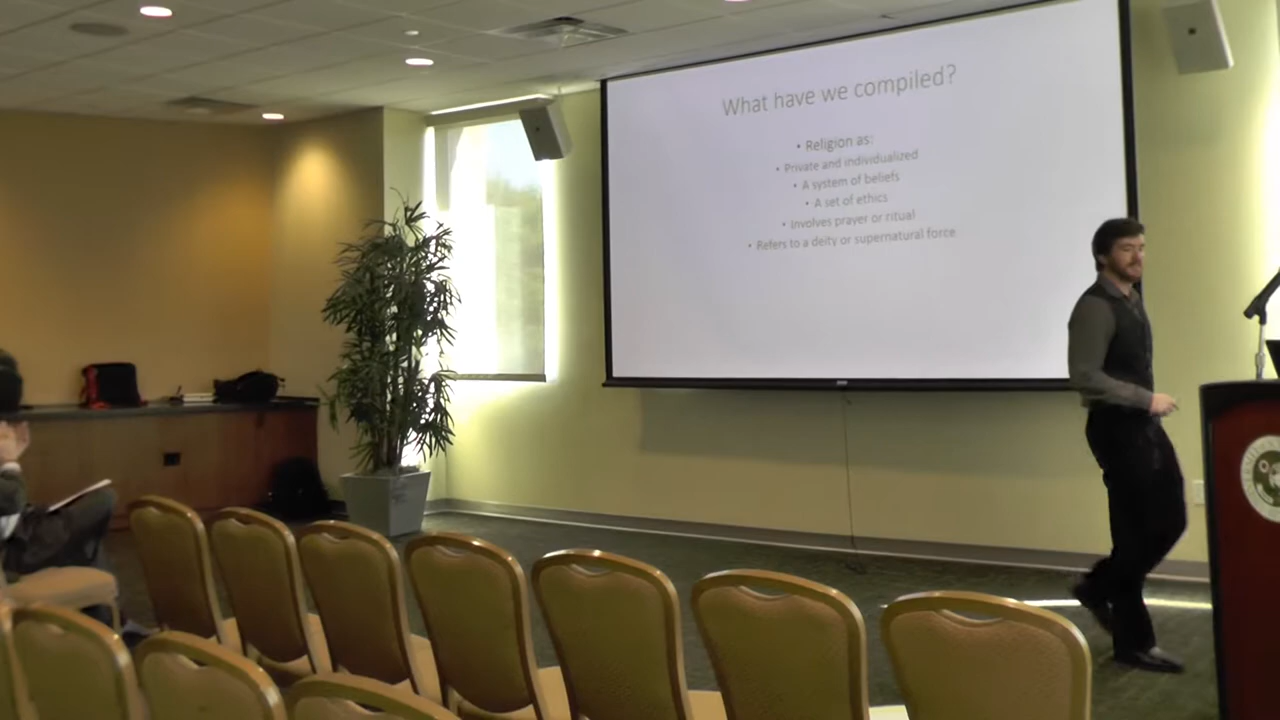 What have we compiled?
• Religion as:
• Private and individualized
• A system of beliefs
• A set of ethics
• Involves prayer or ritual
• Refers to a deity or supernatural force